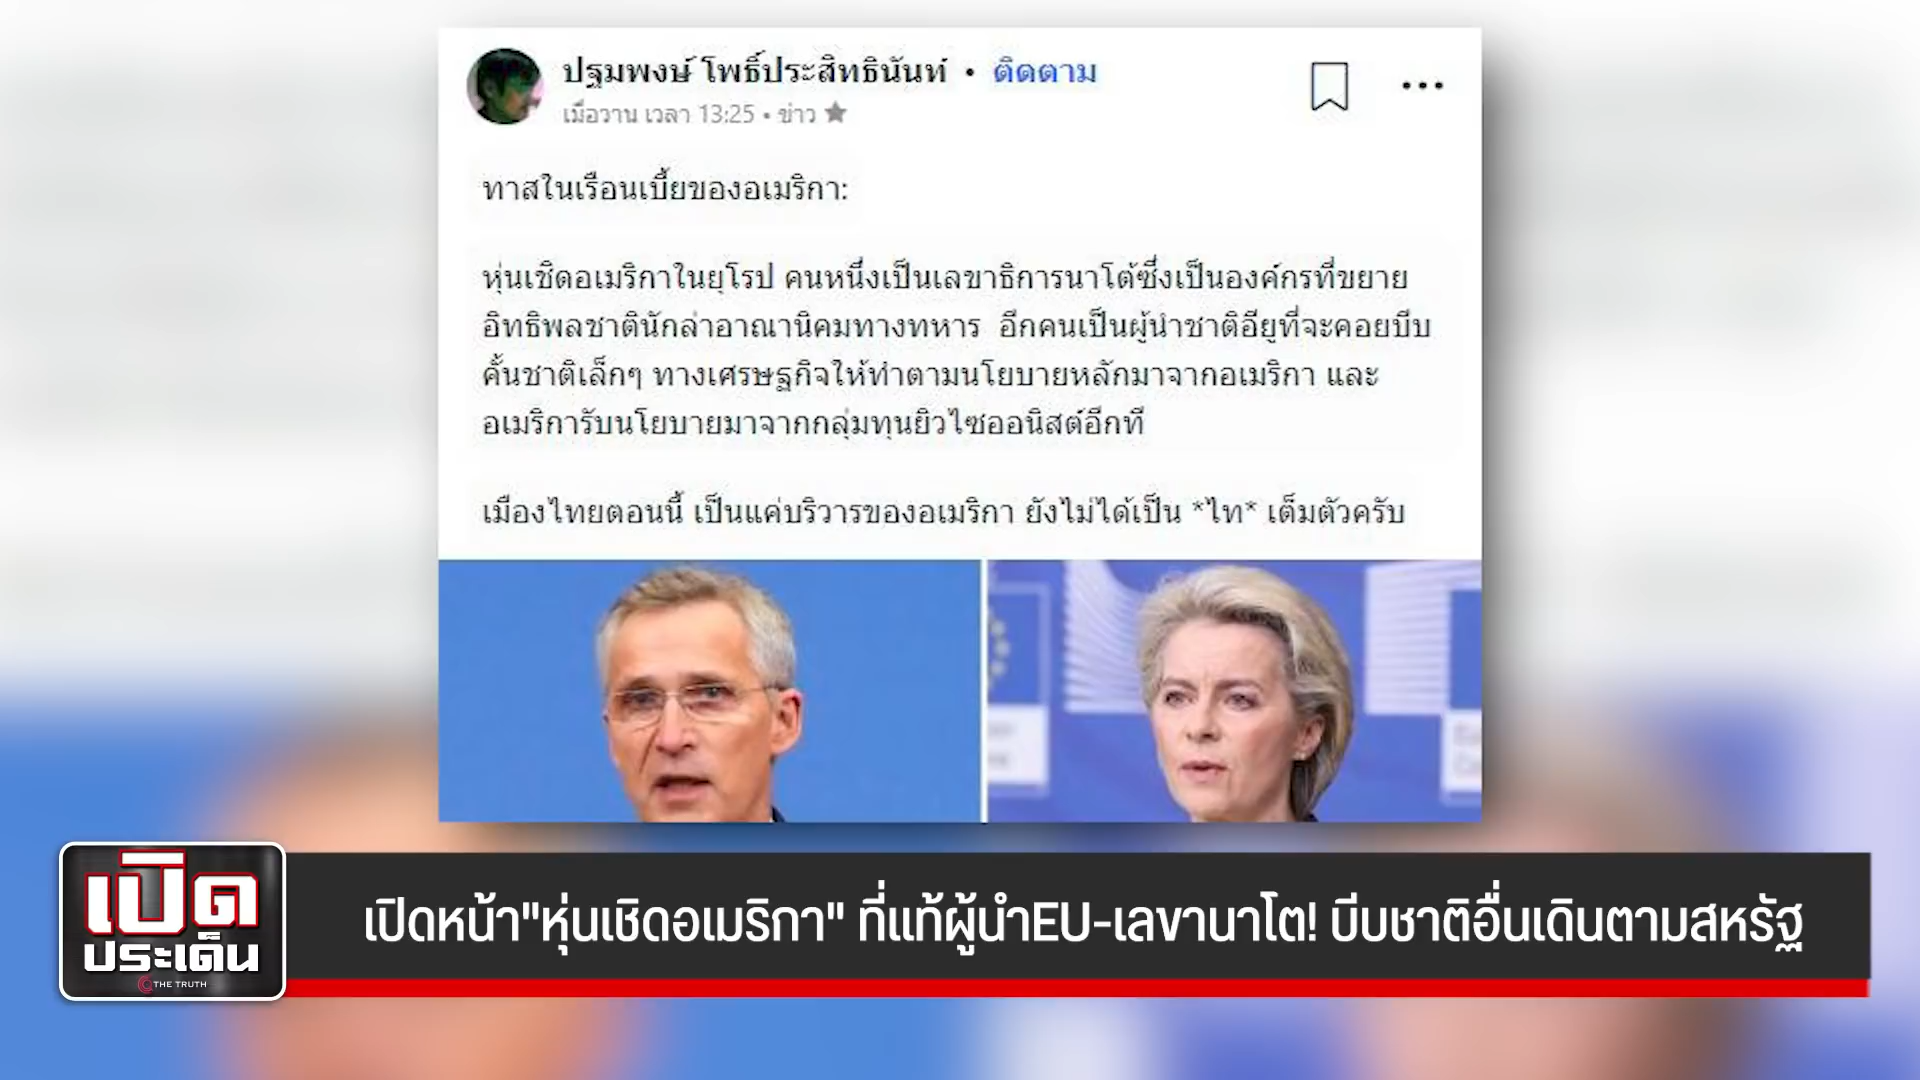 ปฐมพงษ์ โพธิ์ประสิทธินันท์ • ติดตาม
เมื่อวาน เวลา 13:25 • ข่าว
ทาสในเรือนเบี้ยของอเมริกา:
หุ่นเชิดอเมริกาในยุโรป คนหนึ่งเป็นเลขาธิการนาโต้ซึ่งเป็นองค์กรที่ขยาย
อิทธิพลชาตินักล่าอาณานิคมทางทหาร อีกคนเป็นผู้นำชาติอียูที่จะคอยบีบ
คั้นชาติเล็กๆ ทางเศรษฐกิจให้ทำตามนโยบายหลักมาจากอเมริกา และ
อเมริการับนโยบายมาจากกลุ่มทุนยิวไซออนิสต์อีกที
เมืองไทยตอนนี้ เป็นแค่บริวารของอเมริกา ยังไม่ได้เป็น *ไท* เต็มตัวครับ
เปิด
ประเด็น
THE TRUTH
เปิดหน้า"หุ่นเชิดอเมริกา" ที่แท้ผู้นำEU-เลขานาโต! บีบชาติอื่นเดินตามสหรัฐ